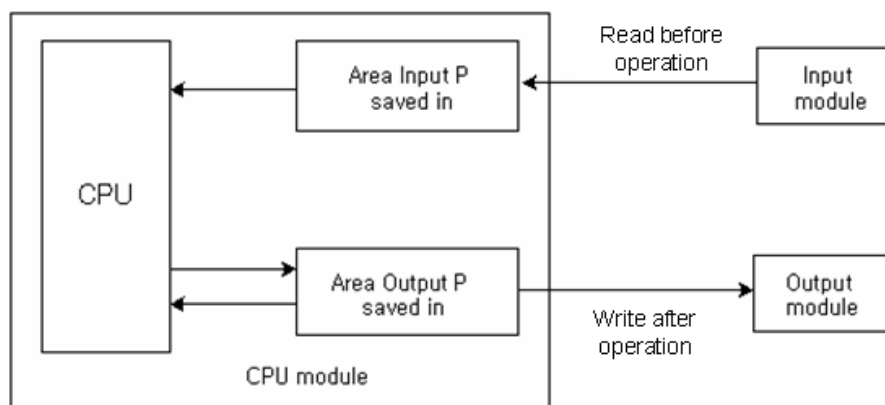 Read before
operation
Area Input P
saved in
Input
module
CPU
Area Output P
saved in
Output
module
Write after
operation
CPU module